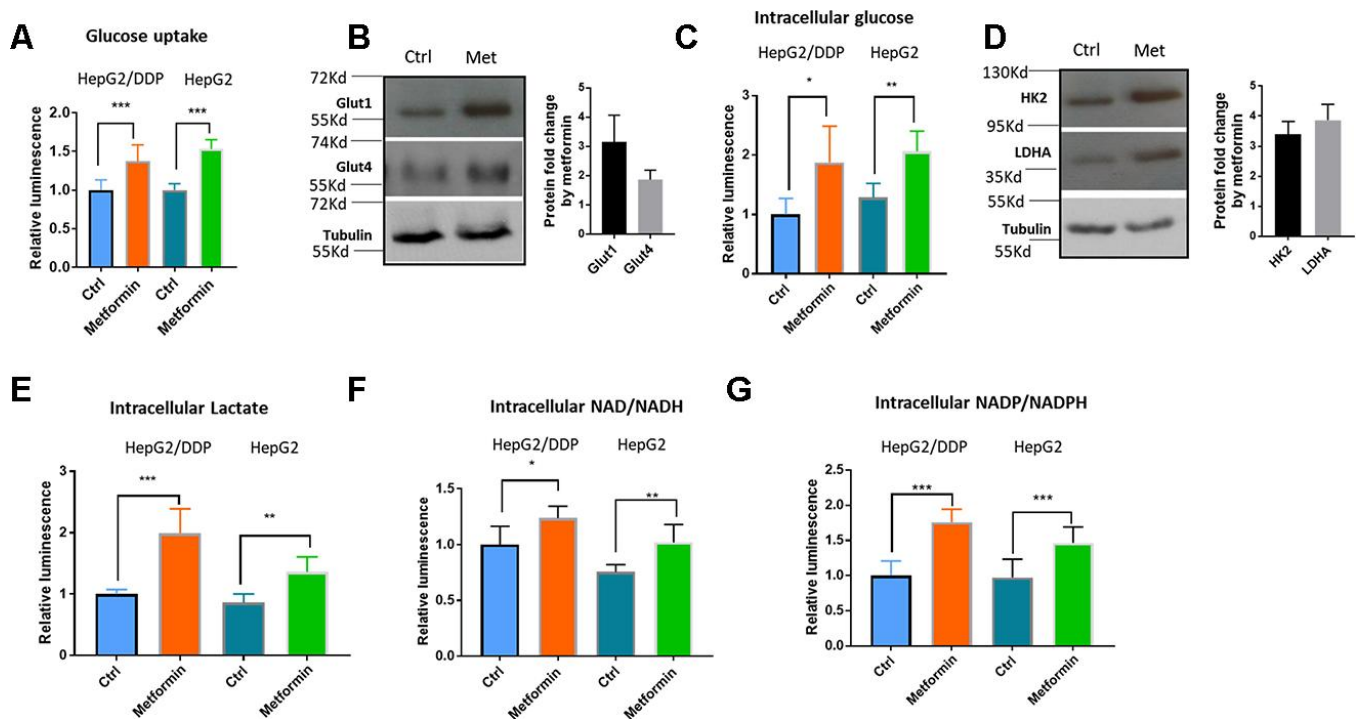 A
Glucose uptake
HepG2/DDP HepG2
*** ***
Relative luminescence
2.0
1.5
1.0
0.5
0.0
Ctrl
Metformin
Ctrl
Metformin
B
Ctrl Met
72Kd
Glut1
55Kd
74Kd
Glut4
55Kd
72Kd
Tubulin
55Kd
Protein fold change
by metformin
5
4
3
2
1
0
Glut1
Glut4
C
Intracellular glucose
HepG2/DDP HepG2
* **
Relative luminescence
3
2
1
0
Ctrl
Metformin
Ctrl
Metformin
D
Ctrl Met
130Kd
HK2
95Kd
LDHA
35Kd
55Kd
Tubulin
55Kd
Protein fold change
by metformin
5
4
3
2
1
0
HK2
LDHA
E
Intracellular Lactate
HepG2/DDP HepG2
*** **
Relative luminescence
3
2
1
0
Ctrl
Metformin
Ctrl
Metformin
F
Intracellular NAD/NADH
HepG2/DDP HepG2
* **
Relative luminescence
1.5
1.0
0.5
0.0
Ctrl
Metformin
Ctrl
Metformin
G
Intracellular NADP/NADPH
HepG2/DDP HepG2
*** ***
Relative luminescence
2.5
2.0
1.5
1.0
0.5
0.0
Ctrl
Metformin
Ctrl
Metformin